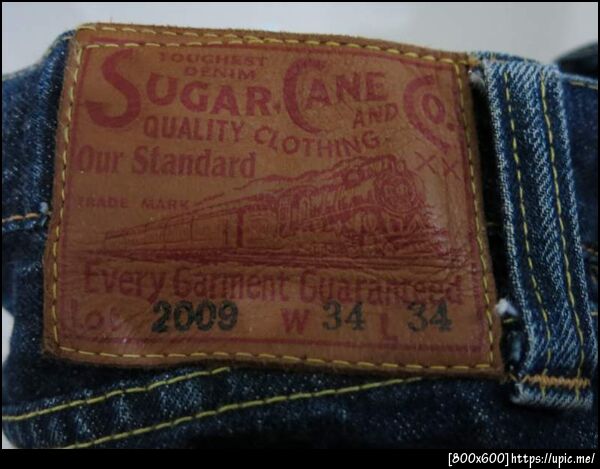 TOUGHEST
DENIM
SUGAR CANE AND CO.
QUALITY CLOTHING
XX
Our Standard
TRADE MARK
Every Garment Guaranteed
Lot 2009 W 34 L 34
[800x600]https://upic.me/